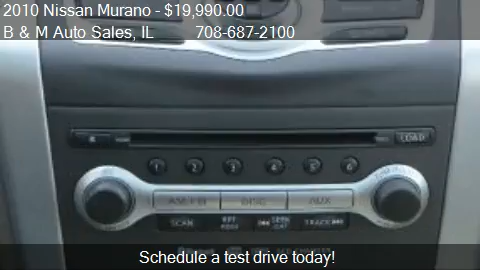 2010 Nissan Murano - $19,990.00
B & M Auto Sales, IL 708-687-2100
LOAD
1 2 3 4 5 6
AM·FM DISC AUX
SCAN RPT SEEK TRACK
CAT
Schedule a test drive today!